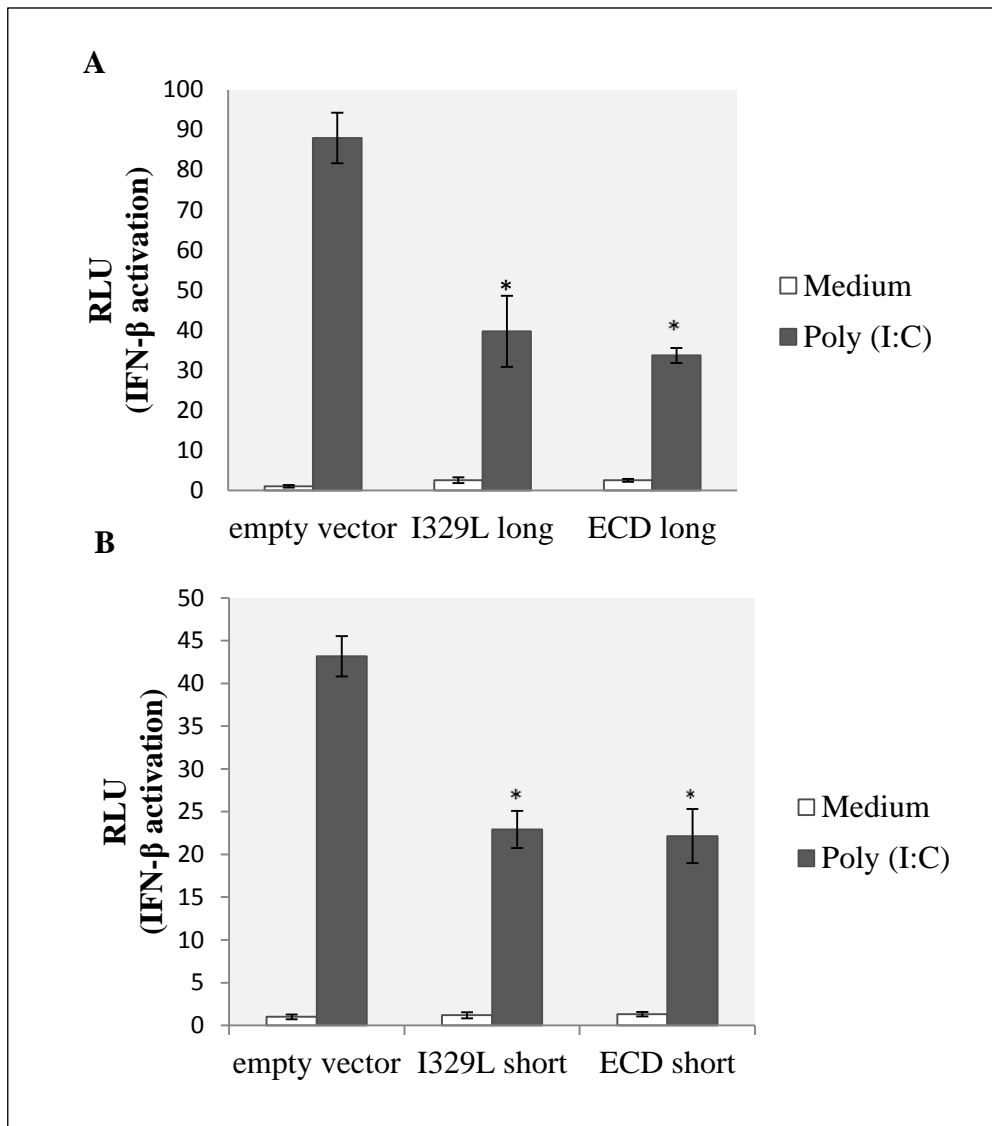 A
100
90
80
70
60
50
40
30
20
10
0
RLU
(IFN-β activation)
*
*
Medium
Poly (I:C)
empty vector I329L long ECD long
B
50
45
40
35
30
25
20
15
10
5
0
RLU
(IFN-β activation)
*
*
Medium
Poly (I:C)
empty vector I329L short ECD short